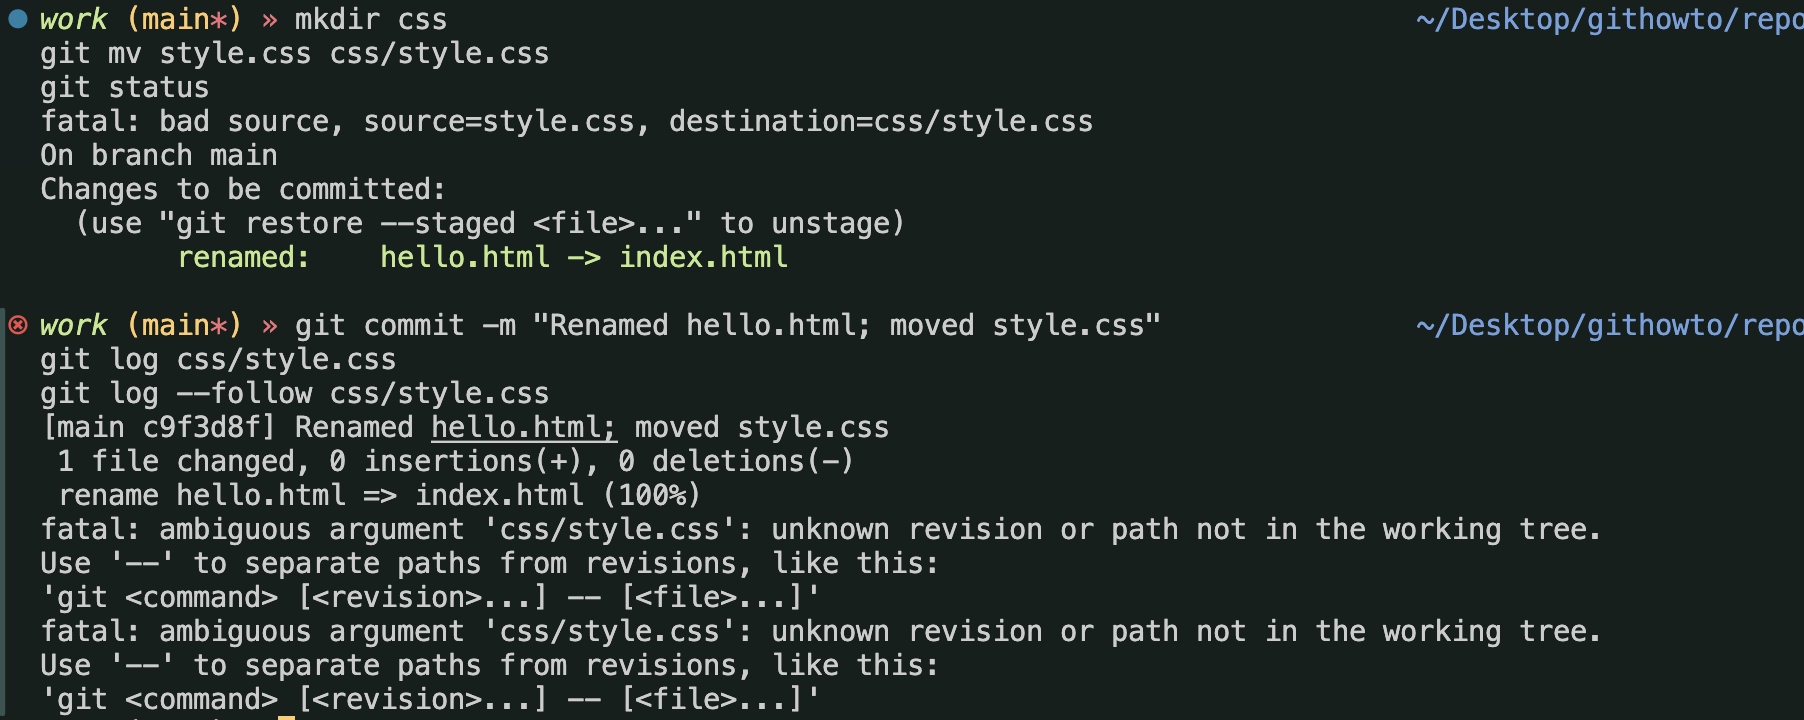 work (main*) » mkdir css ~/Desktop/githowto/repo
git mv style.css css/style.css
git status
fatal: bad source, source=style.css, destination=css/style.css
On branch main
Changes to be committed:
  (use "git restore --staged <file>..." to unstage)
        renamed:    hello.html -> index.html
work (main*) » git commit -m "Renamed hello.html; moved style.css" ~/Desktop/githowto/repo
git log css/style.css
git log --follow css/style.css
[main c9f3d8f] Renamed hello.html; moved style.css
 1 file changed, 0 insertions(+), 0 deletions(-)
 rename hello.html => index.html (100%)
fatal: ambiguous argument 'css/style.css': unknown revision or path not in the working tree.
Use '--' to separate paths from revisions, like this:
'git <command> [<revision>...] -- [<file>...]'
fatal: ambiguous argument 'css/style.css': unknown revision or path not in the working tree.
Use '--' to separate paths from revisions, like this:
'git <command> [<revision>...] -- [<file>...]'